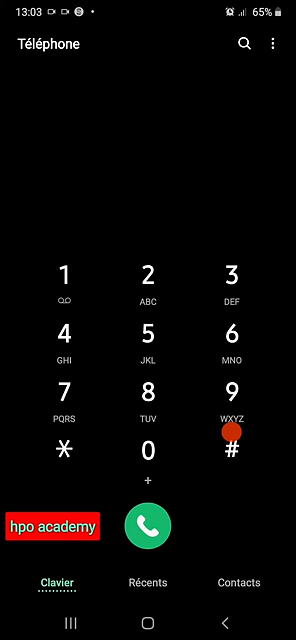 13:03 65%
Téléphone
1 2 3
ABC DEF
4 5 6
GHI JKL MNO
7 8 9
PQRS TUV WXYZ
* 0 #
+
hpo academy
Clavier Récents Contacts